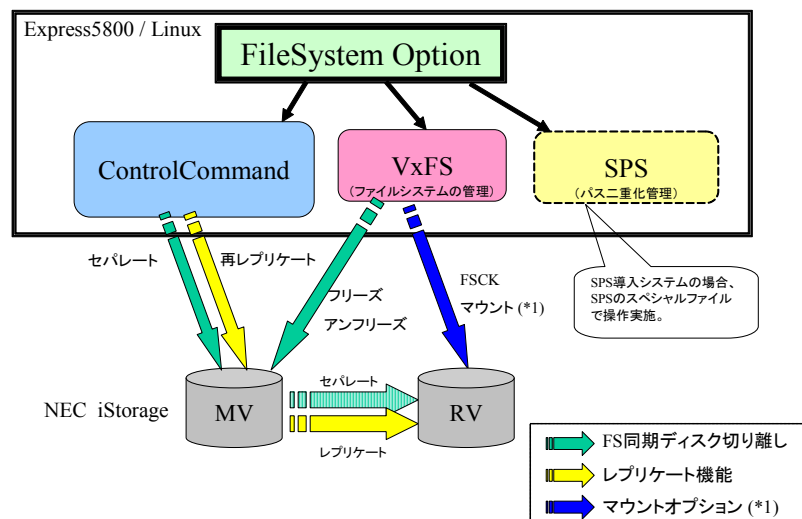 Express5800 / Linux
FileSystem Option
ControlCommand
VxFS
(ファイルシステムの管理)
SPS
(パス二重化管理)
セパレート
再レプリケート
フリーズ
アンフリーズ
FSCK
マウント (*1)
SPS導入システムの場合、
SPSのスペシャルファイル
で操作実施。
NEC iStorage
MV
セパレート
レプリケート
RV
FS同期ディスク切り離し
レプリケート機能
マウントオプション (*1)